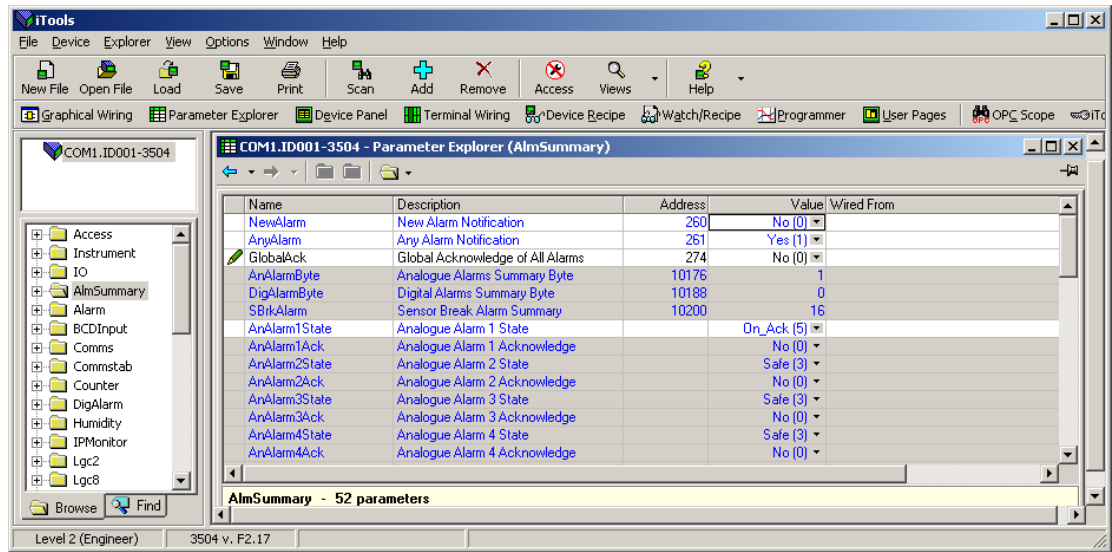 iTools
File Device Explorer View Options Window Help
New File Open File Load Save Print Scan Add Remove Access Views Help
Graphical Wiring Parameter Explorer Device Panel Terminal Wiring Device Recipe Watch/Recipe Programmer User Pages OPC Scope
COM1.ID001-3504
COM1.ID001-3504 - Parameter Explorer (AlmSummary)
Name Description Address Value Wired From
NewAlarm New Alarm Notification 260 No (0)
AnyAlarm Any Alarm Notification 261 Yes (1)
GlobalAck Global Acknowledge of All Alarms 274 No (0)
AnAlarmByte Analogue Alarms Summary Byte 10176 1
DigAlarmByte Digital Alarms Summary Byte 10188 0
SBrkAlarm Sensor Break Alarm Summary 10200 16
AnAlarm1State Analogue Alarm 1 State On_Ack (5)
AnAlarm1Ack Analogue Alarm 1 Acknowledge No (0)
AnAlarm2State Analogue Alarm 2 State Safe (3)
AnAlarm2Ack Analogue Alarm 2 Acknowledge No (0)
AnAlarm3State Analogue Alarm 3 State Safe (3)
AnAlarm3Ack Analogue Alarm 3 Acknowledge No (0)
AnAlarm4State Analogue Alarm 4 State Safe (3)
AnAlarm4Ack Analogue Alarm 4 Acknowledge No (0)
AlmSummary - 52 parameters
Access
Instrument
IO
AlmSummary
Alarm
BCDInput
Comms
Commstab
Counter
DigAlarm
Humidity
IPMonitor
Lgc2
Lgc8
Browse Find
Level 2 (Engineer) 3504 v. F2.17